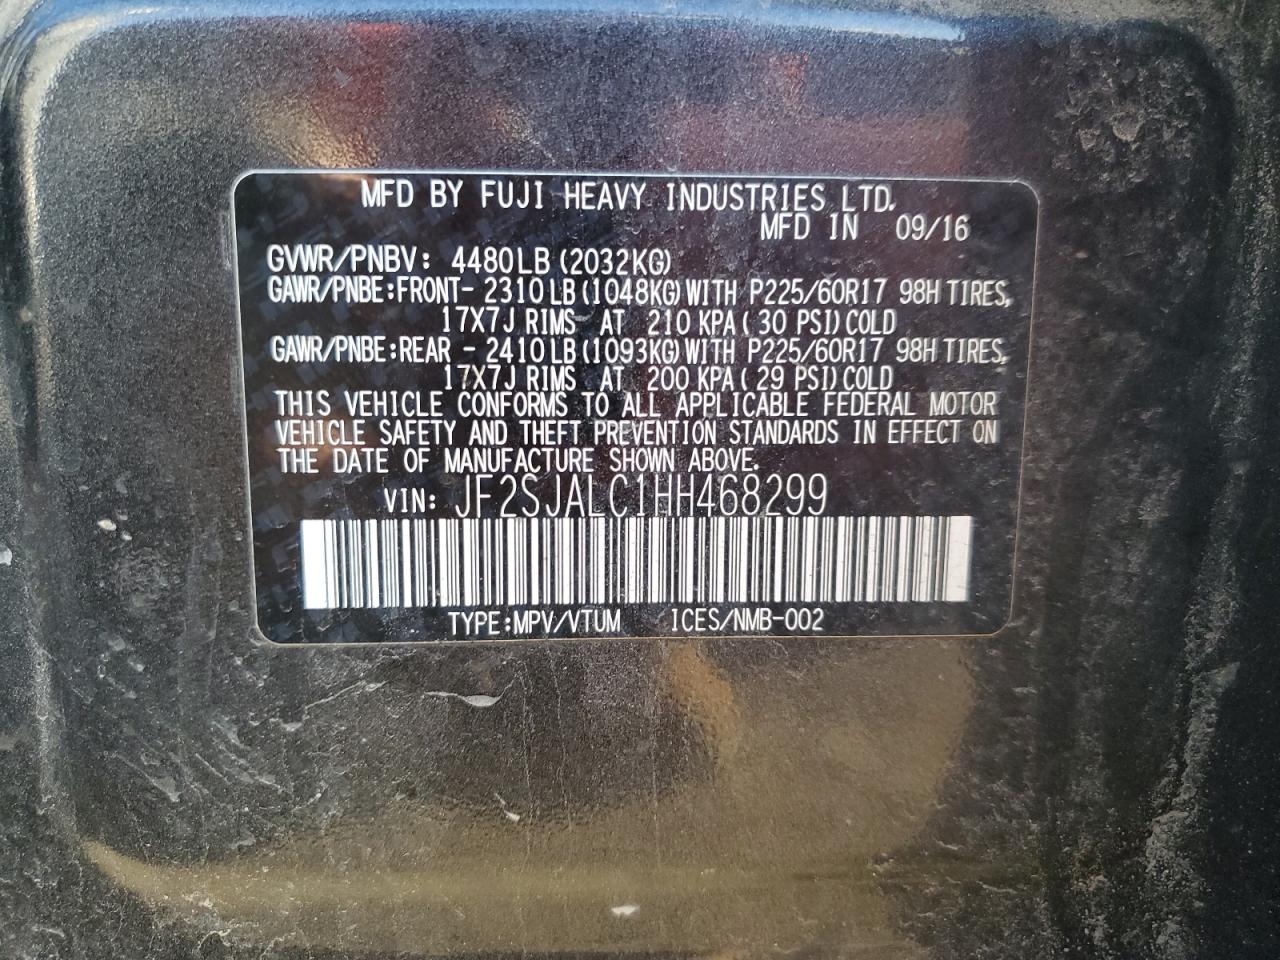 MFD BY FUJI HEAVY INDUSTRIES LTD.
MFD IN 09/16
GVWR/PNBV: 4480LB(2032KG)
GAWR/PNBE:FRONT- 2310LB(1048KG)WITH P225/60R17 98H TIRES,
17X7J RIMS AT 210 KPA( 30 PSI)COLD
GAWR/PNBE:REAR - 2410LB(1093KG)WITH P225/60R17 98H TIRES,
17X7J RIMS AT 200 KPA( 29 PSI)COLD
THIS VEHICLE CONFORMS TO ALL APPLICABLE FEDERAL MOTOR
VEHICLE SAFETY AND THEFT PREVENTION STANDARDS IN EFFECT ON
THE DATE OF MANUFACTURE SHOWN ABOVE.
VIN: JF2SJALC1HH468299
TYPE:MPV/VTUM ICES/NMB-002